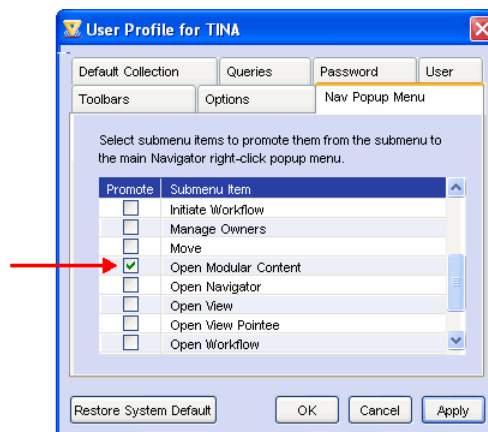 User Profile for TINA
Default Collection Queries Password User
Toolbars Options Nav Popup Menu
Select submenu items to promote them from the submenu to
the main Navigator right-click popup menu.
Promote Submenu Item
Initiate Workflow
Manage Owners
Move
Open Modular Content
Open Navigator
Open View
Open View Pointee
Open Workflow
Restore System Default OK Cancel Apply